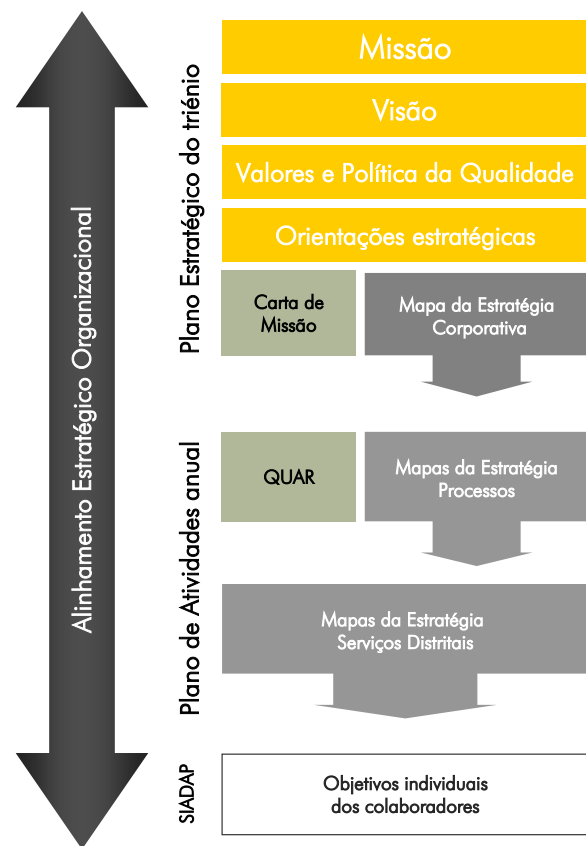 Alinhamento Estratégico Organizacional
Plano Estratégico do triénio
Missão
Visão
Valores e Política da Qualidade
Orientações estratégicas
Carta de
Missão
Mapa da Estratégia
Corporativa
Plano de Atividades anual
QUAR
Mapas da Estratégia
Processos
Mapas da Estratégia
Serviços Distritais
SIADAP
Objetivos individuais
dos colaboradores